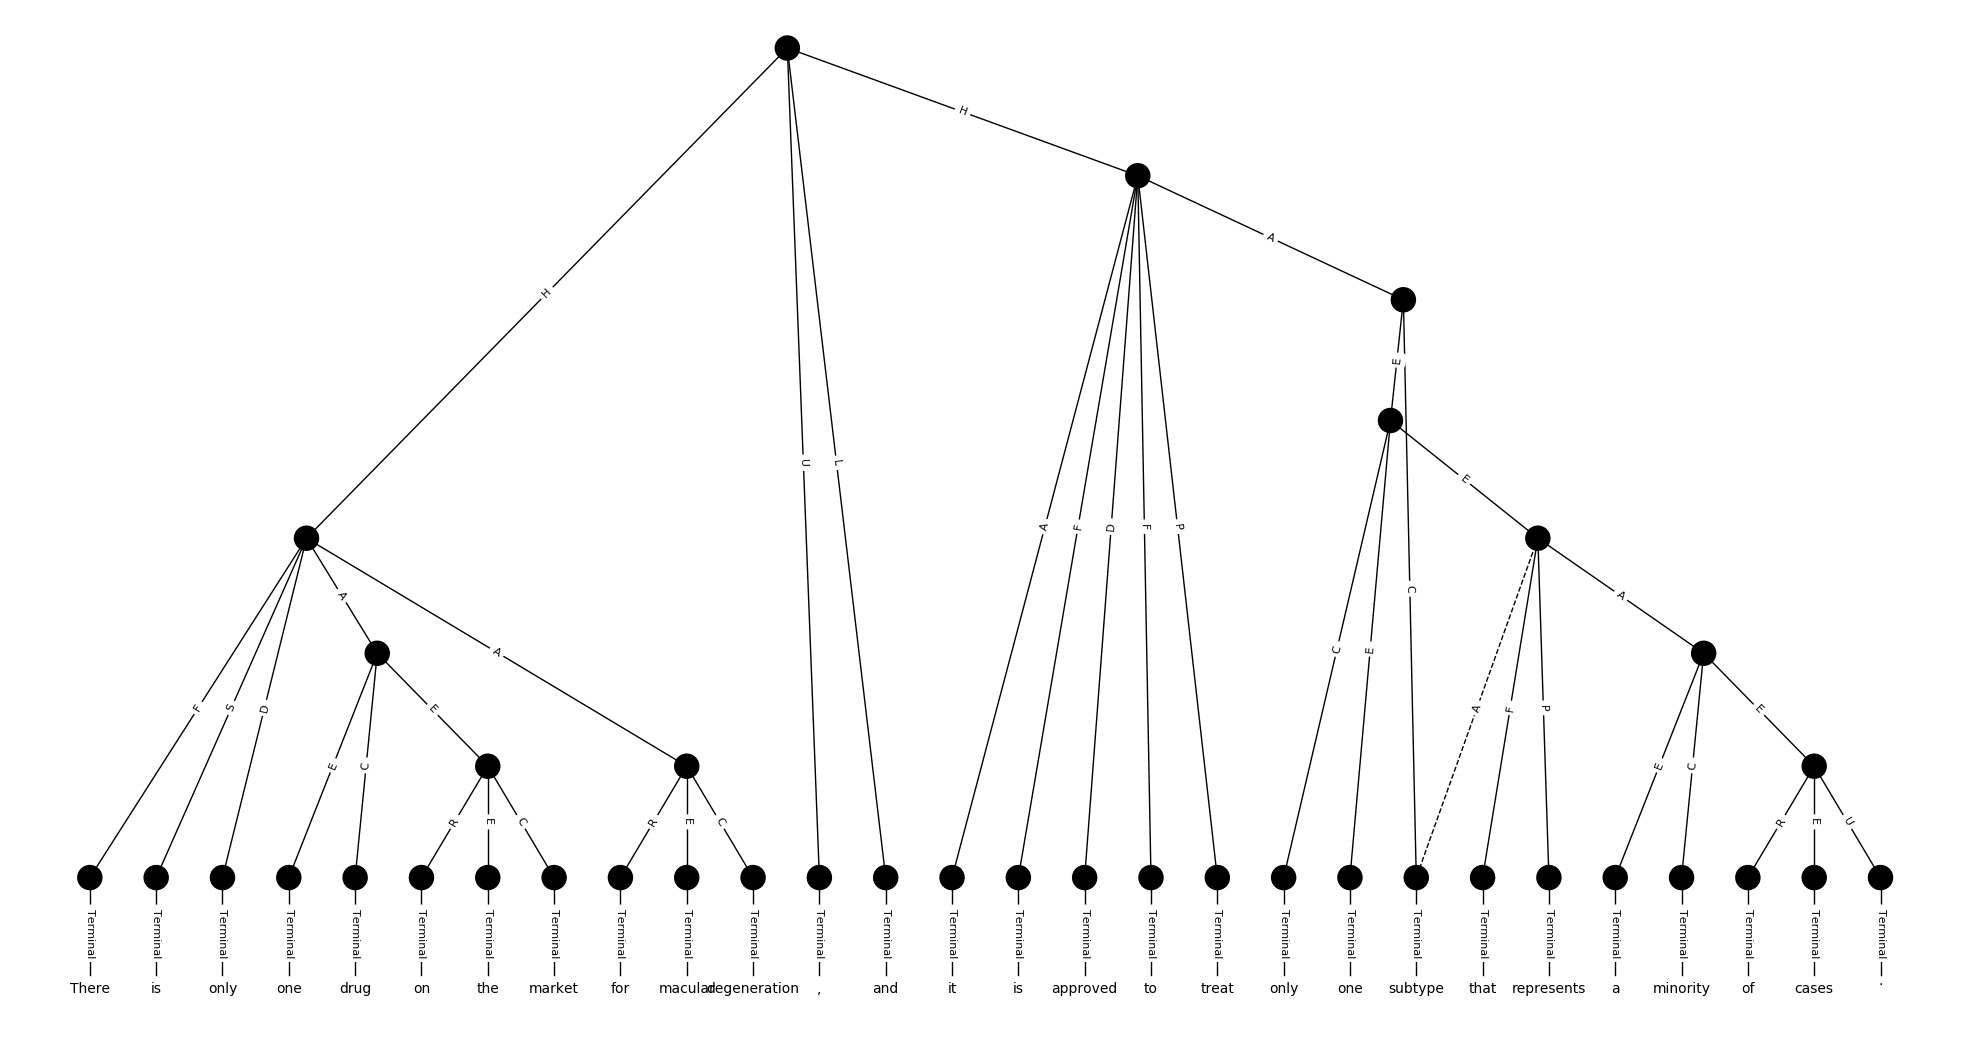 H
H
A
E
U
L
E
A
F
D
F
P
C
A
A
A
C
E
F
S
D
E
A
F
P
E
E
C
E
C
R
E
C
R
E
C
R
E
U
Terminal Terminal Terminal Terminal Terminal Terminal Terminal Terminal Terminal Terminal Terminal Terminal Terminal Terminal Terminal Terminal Terminal Terminal Terminal Terminal Terminal Terminal Terminal Terminal Terminal Terminal Terminal Terminal
There is only one drug on the market for macular degeneration , and it is approved to treat only one subtype that represents a minority of cases .